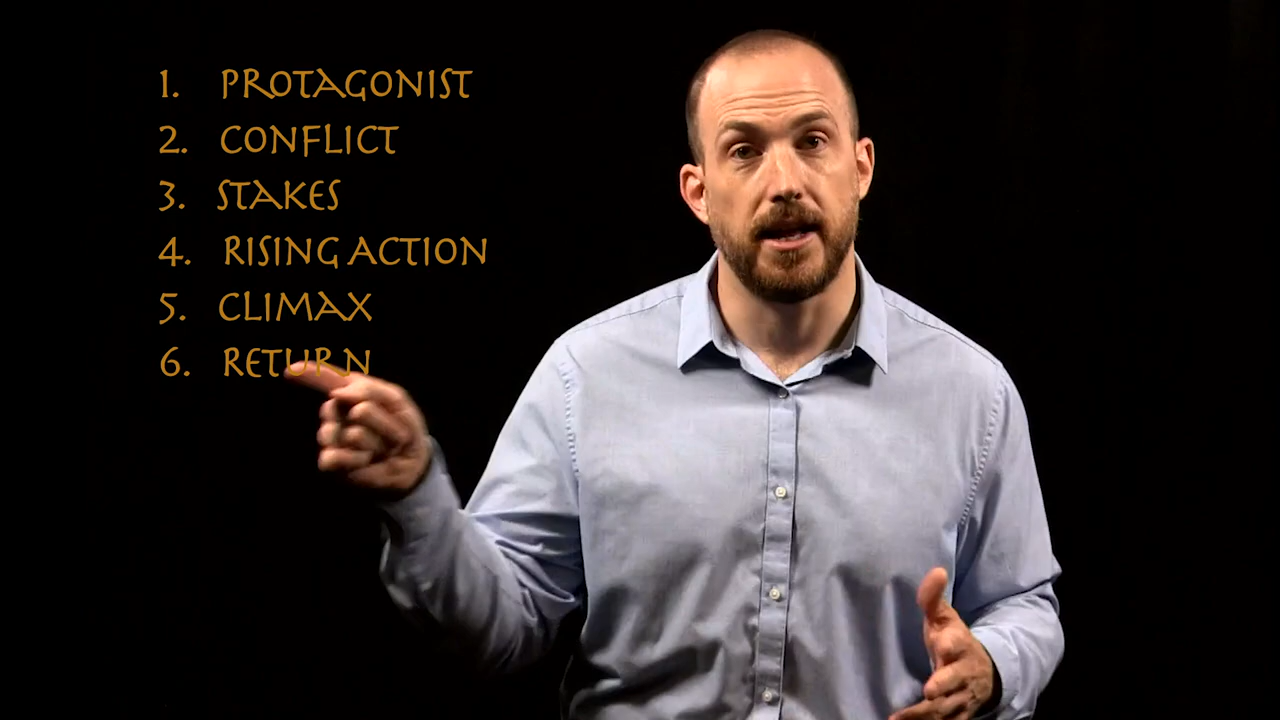 1. PROTAGONIST
2. CONFLICT
3. STAKES
4. RISING ACTION
5. CLIMAX
6. RETURN